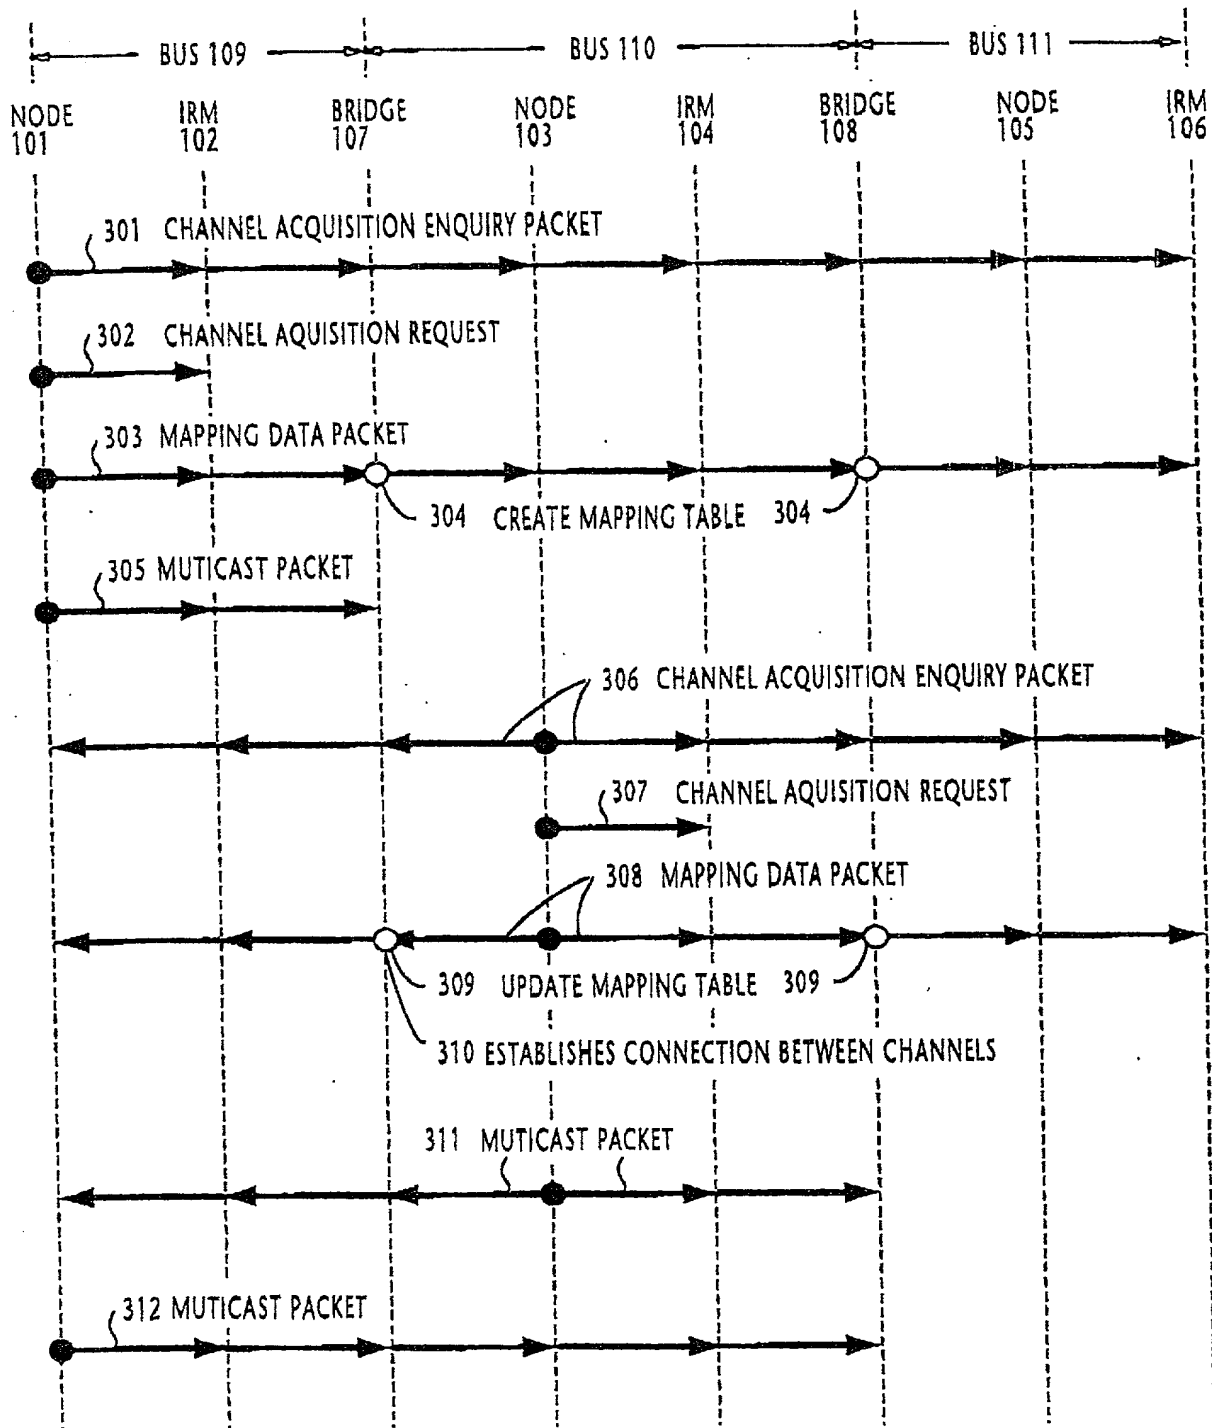 BUS 109 BUS 110 BUS 111
NODE 101 IRM 102 BRIDGE 107 NODE 103 IRM 104 BRIDGE 108 NODE 105 IRM 106
301 CHANNEL ACQUISITION ENQUIRY PACKET
302 CHANNEL AQUISITION REQUEST
303 MAPPING DATA PACKET
304 CREATE MAPPING TABLE 304
305 MUTICAST PACKET
306 CHANNEL ACQUISITION ENQUIRY PACKET
307 CHANNEL AQUISITION REQUEST
308 MAPPING DATA PACKET
309 UPDATE MAPPING TABLE 309
310 ESTABLISHES CONNECTION BETWEEN CHANNELS
311 MUTICAST PACKET
312 MUTICAST PACKET